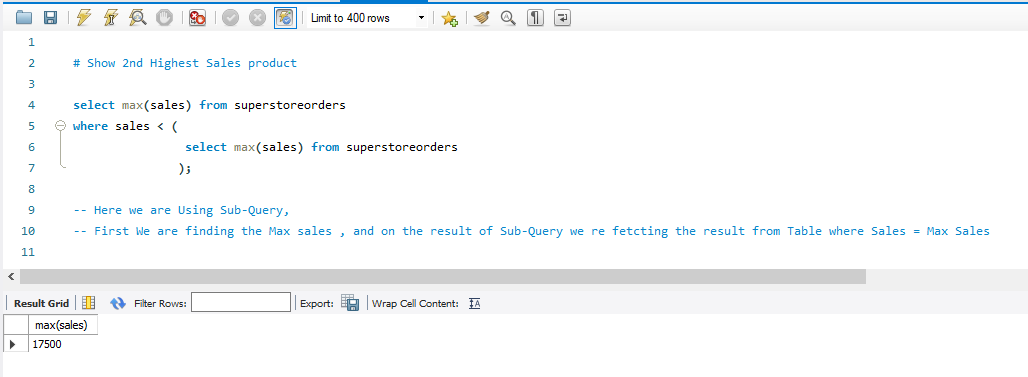 Limit to 400 rows
1
2 # Show 2nd Highest Sales product
3
4 select max(sales) from superstoreorders
5 where sales < (
6 select max(sales) from superstoreorders
7 );
8
9 -- Here we are Using Sub-Query,
10 -- First We are finding the Max sales , and on the result of Sub-Query we re fetcting the result from Table where Sales = Max Sales
11
Result Grid Filter Rows: Export: Wrap Cell Content:
max(sales)
17500